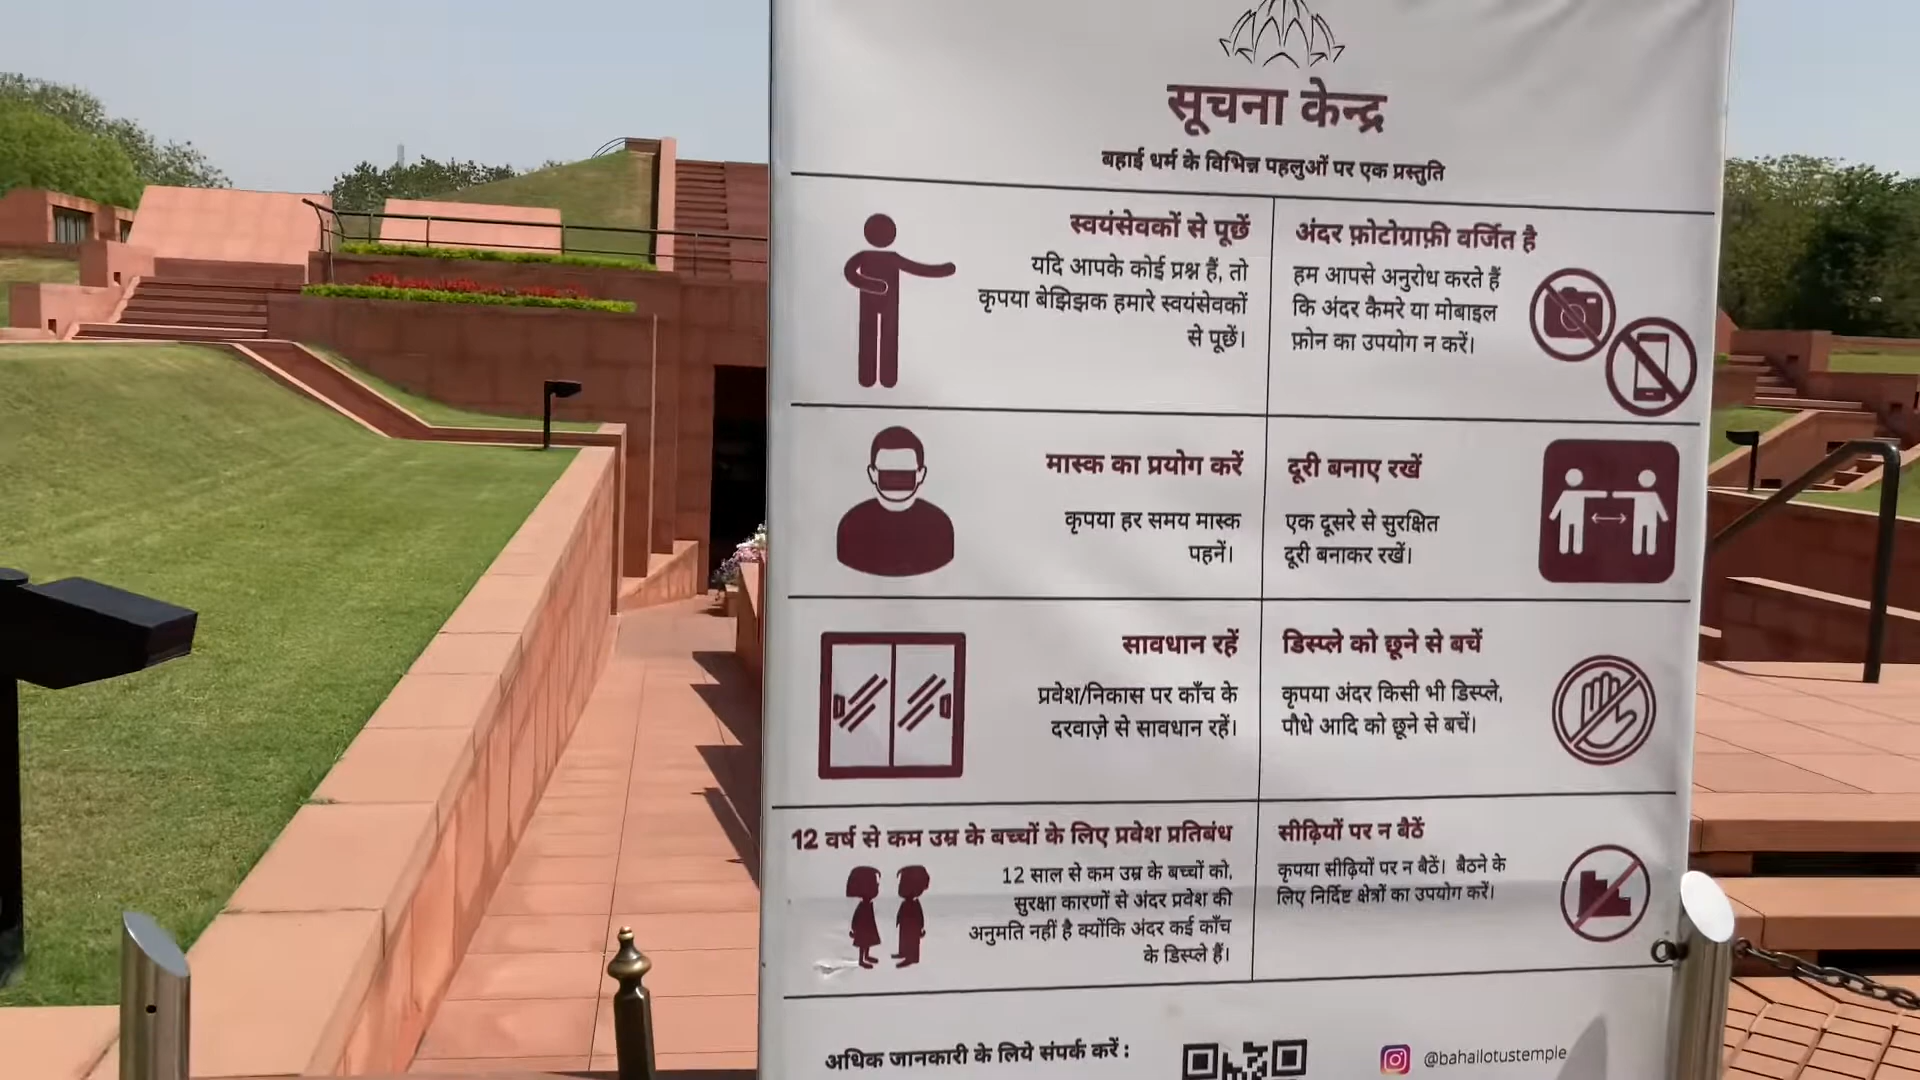 सूचना केन्द्र
बहाई धर्म के विभिन्न पहलुओं पर एक प्रस्तुति
स्वयंसेवकों से पूछें
यदि आपके कोई प्रश्न हैं, तो
कृपया बेझिझक हमारे स्वयंसेवकों
से पूछें।
अंदर फ़ोटोग्राफ़ी वर्जित है
हम आपसे अनुरोध करते हैं
कि अंदर कैमरे या मोबाइल
फ़ोन का उपयोग न करें।
मास्क का प्रयोग करें
कृपया हर समय मास्क
पहनें।
दूरी बनाए रखें
एक दूसरे से सुरक्षित
दूरी बनाकर रखें।
सावधान रहें
प्रवेश/निकास पर काँच के
दरवाज़े से सावधान रहें।
डिस्प्ले को छूने से बचें
कृपया अंदर किसी भी डिस्प्ले,
पौधे आदि को छूने से बचें।
12 वर्ष से कम उम्र के बच्चों के लिए प्रवेश प्रतिबंध
12 साल से कम उम्र के बच्चों को,
सुरक्षा कारणों से अंदर प्रवेश की
अनुमति नहीं है क्योंकि अंदर कई काँच
के डिस्प्ले हैं।
सीढ़ियों पर न बैठें
कृपया सीढ़ियों पर न बैठें। बैठने के
लिए निर्दिष्ट क्षेत्रों का उपयोग करें।
अधिक जानकारी के लिये संपर्क करें :
@bahailotustemple